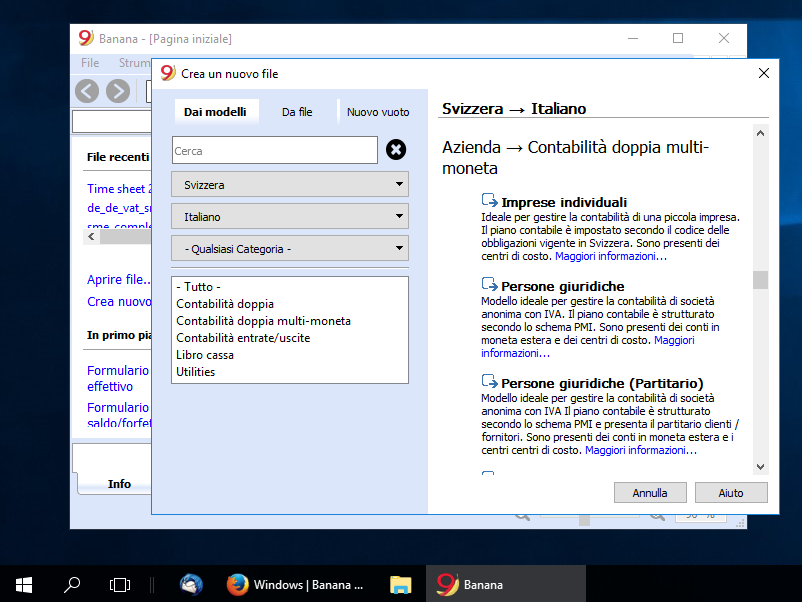 Banana - [Pagina iniziale]
File
Crea un nuovo file
Dai modelli
Da file
Nuovo vuoto
Cerca
Svizzera
Italiano
- Qualsiasi Categoria -
- Tutto -
Contabilità doppia
Contabilità doppia multi-moneta
Contabilità entrate/uscite
Libro cassa
Utilities
File recenti
Time sheet
Aprire file...
Crea nuovo
In primo
Formulario
effettivo
Formulario
Info
Svizzera → Italiano
Azienda → Contabilità doppia multi-
moneta
Imprese individuali
Ideale per gestire la contabilità di una piccola impresa.
Il piano contabile è impostato secondo il codice delle
obbligazioni vigente in Svizzera. Sono presenti dei
centri di costo. Maggiori informazioni...
Persone giuridiche
Modello ideale per gestire la contabilità di società
anonima con IVA. Il piano contabile è strutturato
secondo lo schema PMI. Sono presenti dei conti in
moneta estera e dei centri di costo. Maggiori
informazioni...
Persone giuridiche (Partitario)
Modello ideale per gestire la contabilità di società
anonima con IVA Il piano contabile è strutturato
secondo lo schema PMI e presenta il partitario clienti /
fornitori. Sono presenti dei conti in moneta estera e i
centri centri di costo. Maggiori informazioni...
Annulla
Aiuto
Windows | Banana ...
Banana